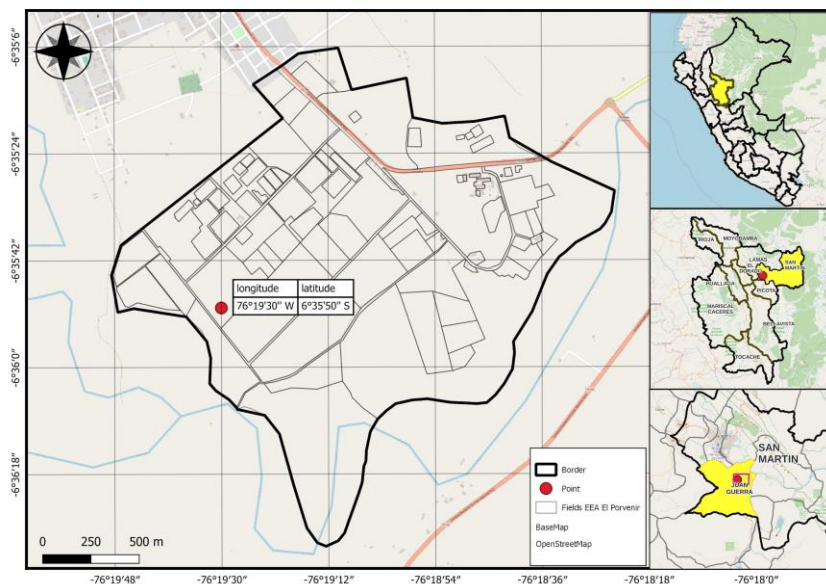 -6°35'6"
-6°35'24"
-6°35'42"
-6°36'0"
-6°36'18"
longitude latitude
76°19'30'' W 6°35'50'' S
Border
Point
Fields EEA El Porvenir
BaseMap
OpenStreetMap
0 250 500 m
-76°19'48" -76°19'30" -76°19'12" -76°18'54" -76°18'36" -76°18'18" -76°18'0"
RIOJA
MOYOBAMBA
LAMAS
SAN
MARTIN
EL
DORADO
HUALLAGA
PICOTA
MARISCAL
CACERES
BELLAVISTA
TOCACHE
SAN
MARTIN
JUAN
GUERRA